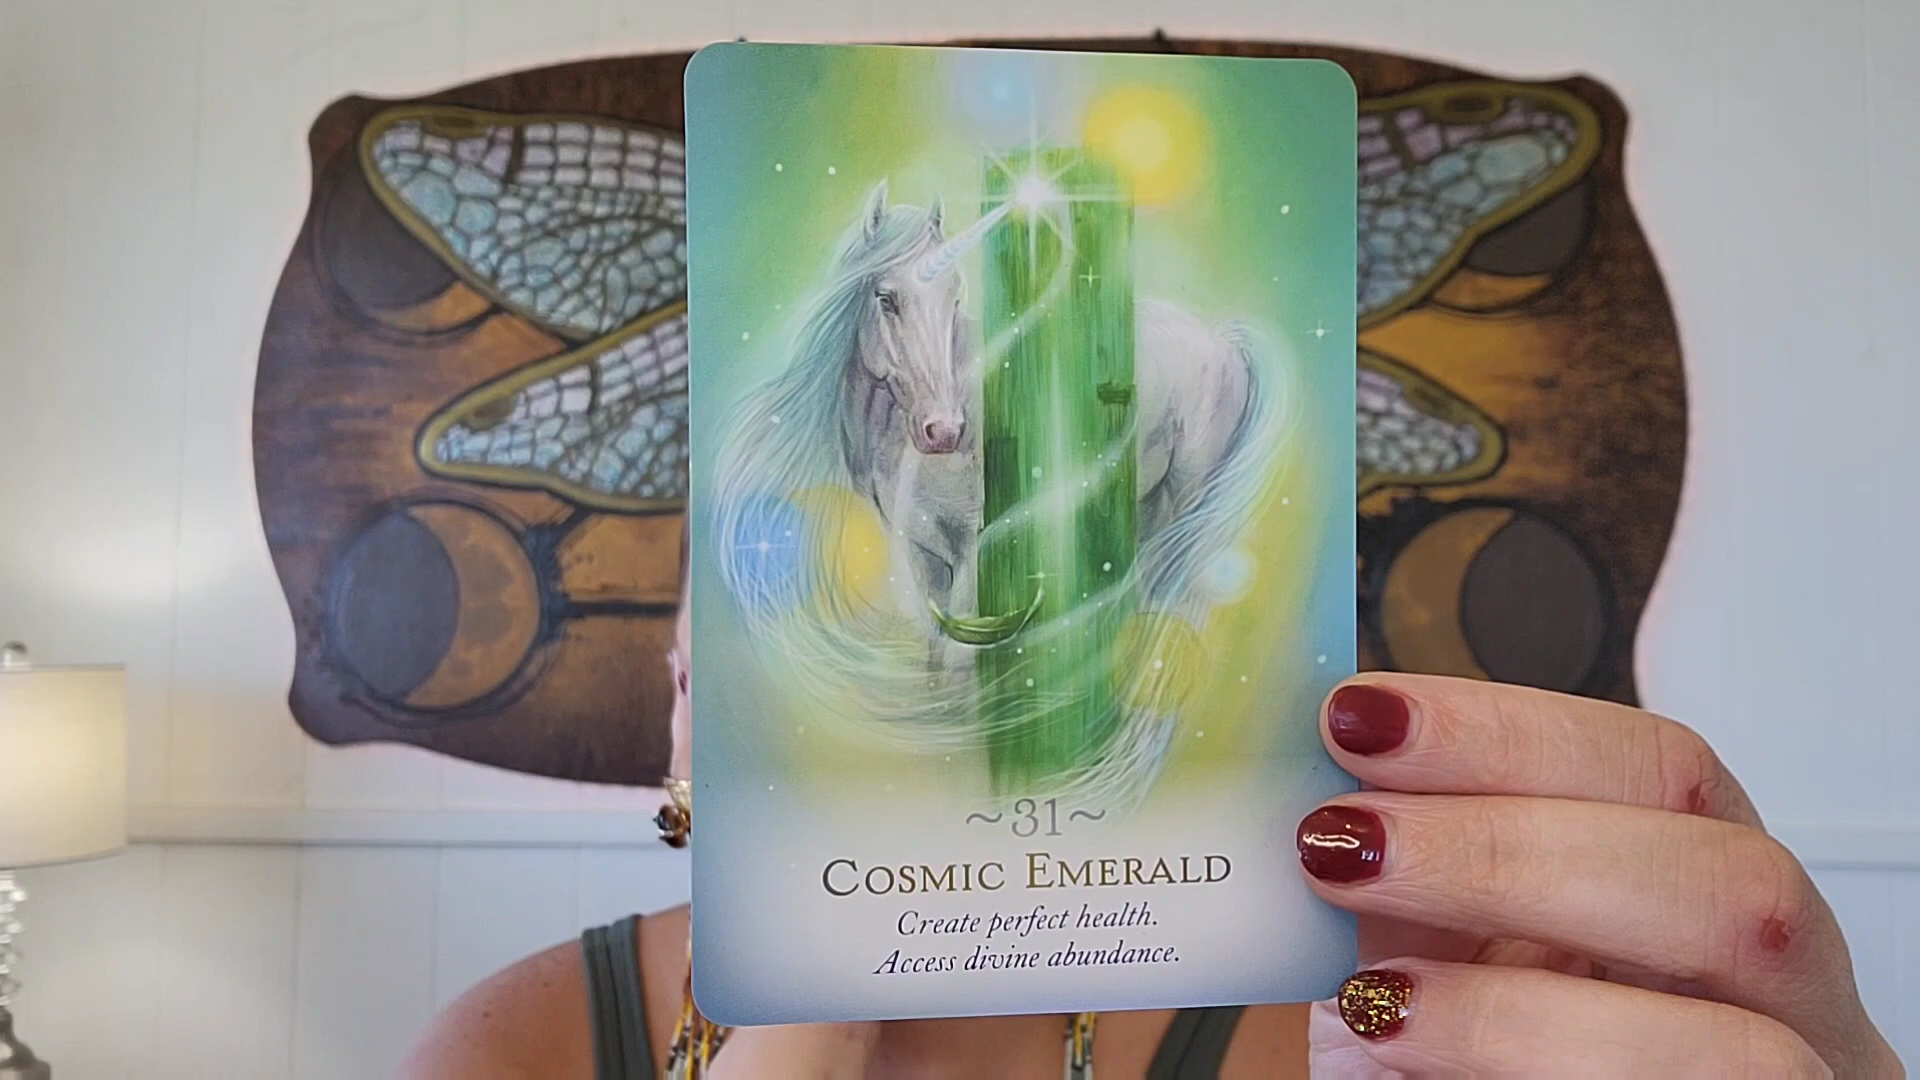 ~31~
COSMIC EMERALD
Create perfect health.
Access divine abundance.